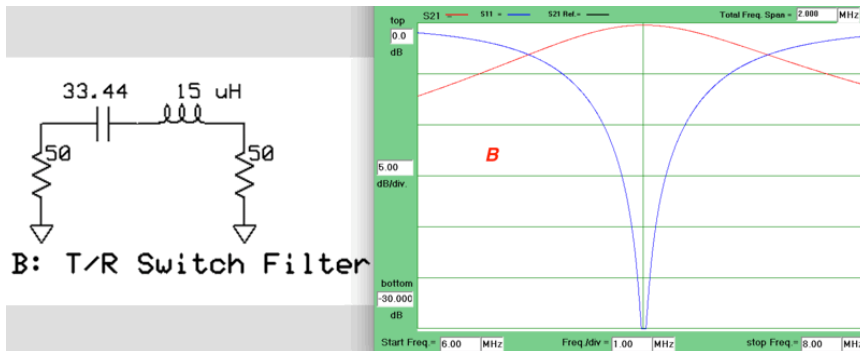 33.44 15 uH
50 50
B: T/R Switch Filter
top S21 S11 = S21 Ref.= Total Freq. Span = 2.000 MHz
0.0
dB
B
5.00
dB/div.
bottom
-30.000
dB
Start Freq.= 6.00 MHz Freq./div = 1.00 MHz stop Freq.= 8.00 MHz